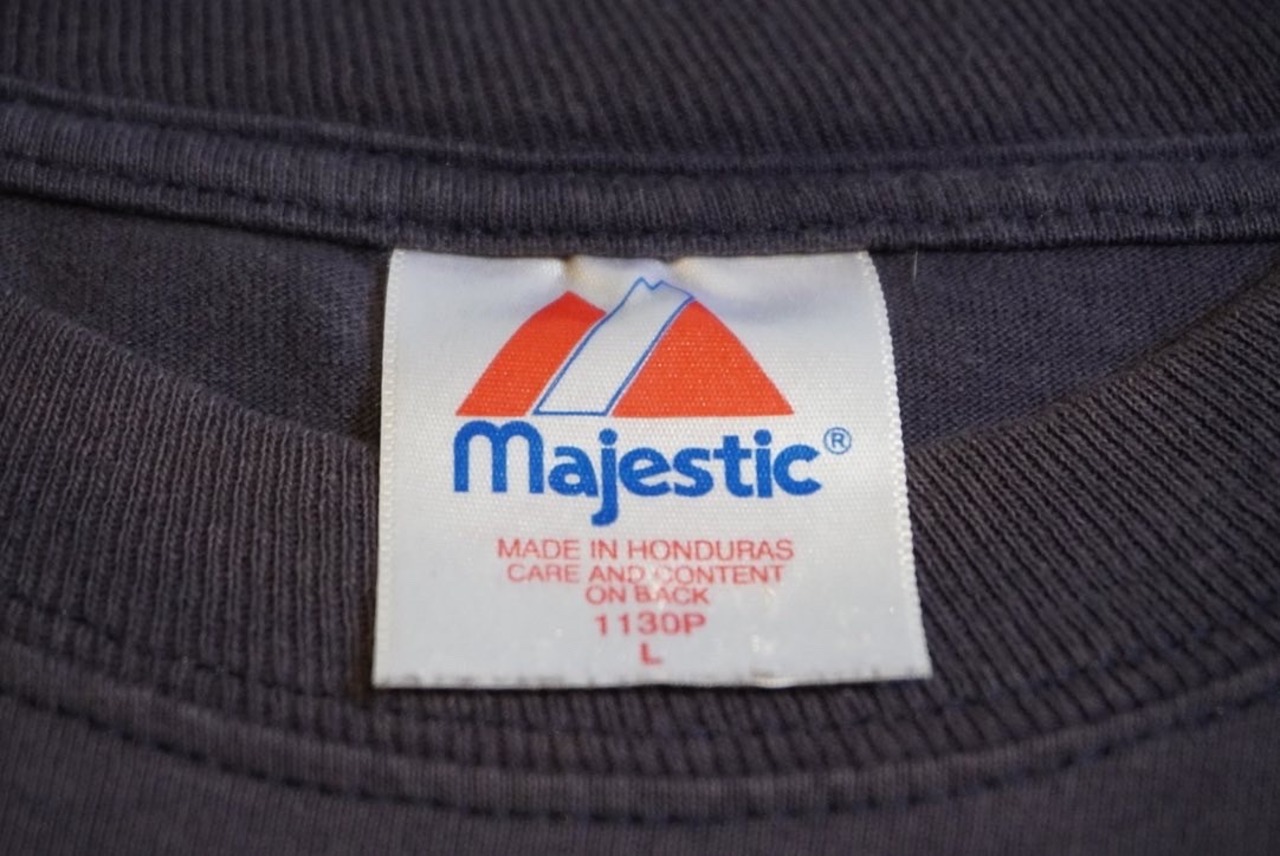 Majestic®
MADE IN HONDURAS
CARE AND CONTENT
ON BACK
1130P
L